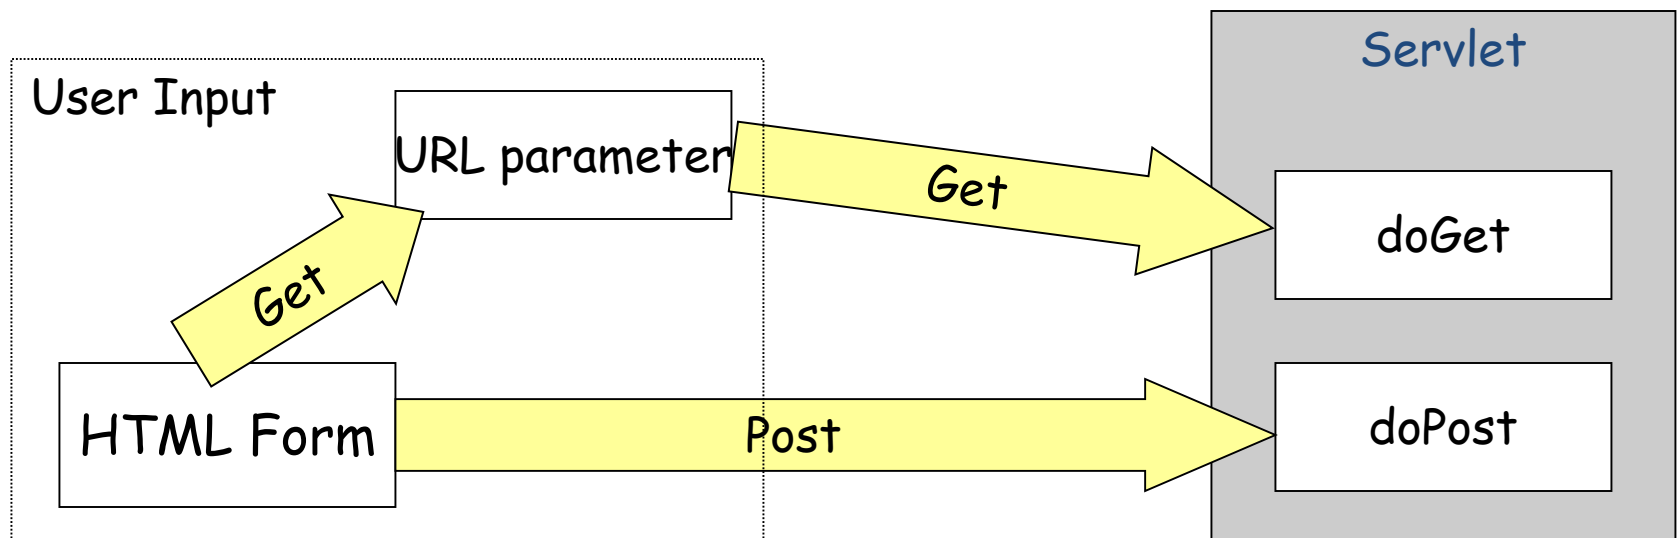 Servlet
User Input
URL parameter
Get
doGet
Get
HTML Form
Post
doPost